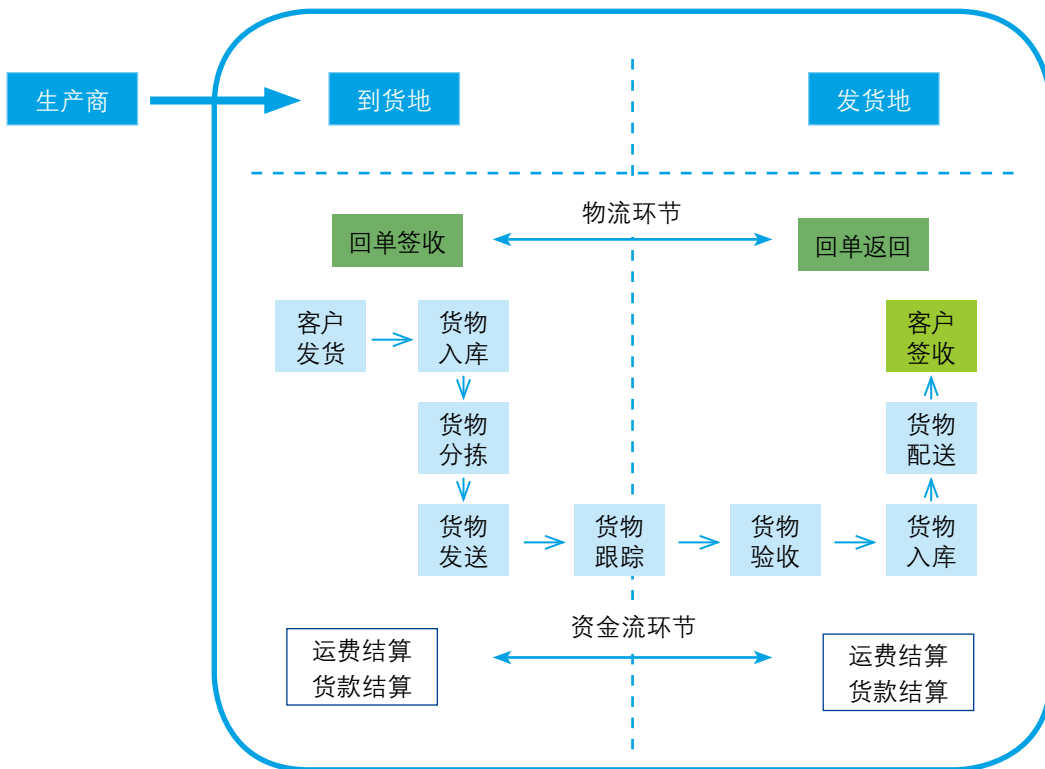 生产商
到货地
发货地
物流环节
回单签收
回单返回
客户
发货
货物
入库
客户
签收
货物
分拣
货物
配送
货物
发送
货物
跟踪
货物
验收
货物
入库
资金流环节
运费结算
货款结算
运费结算
货款结算